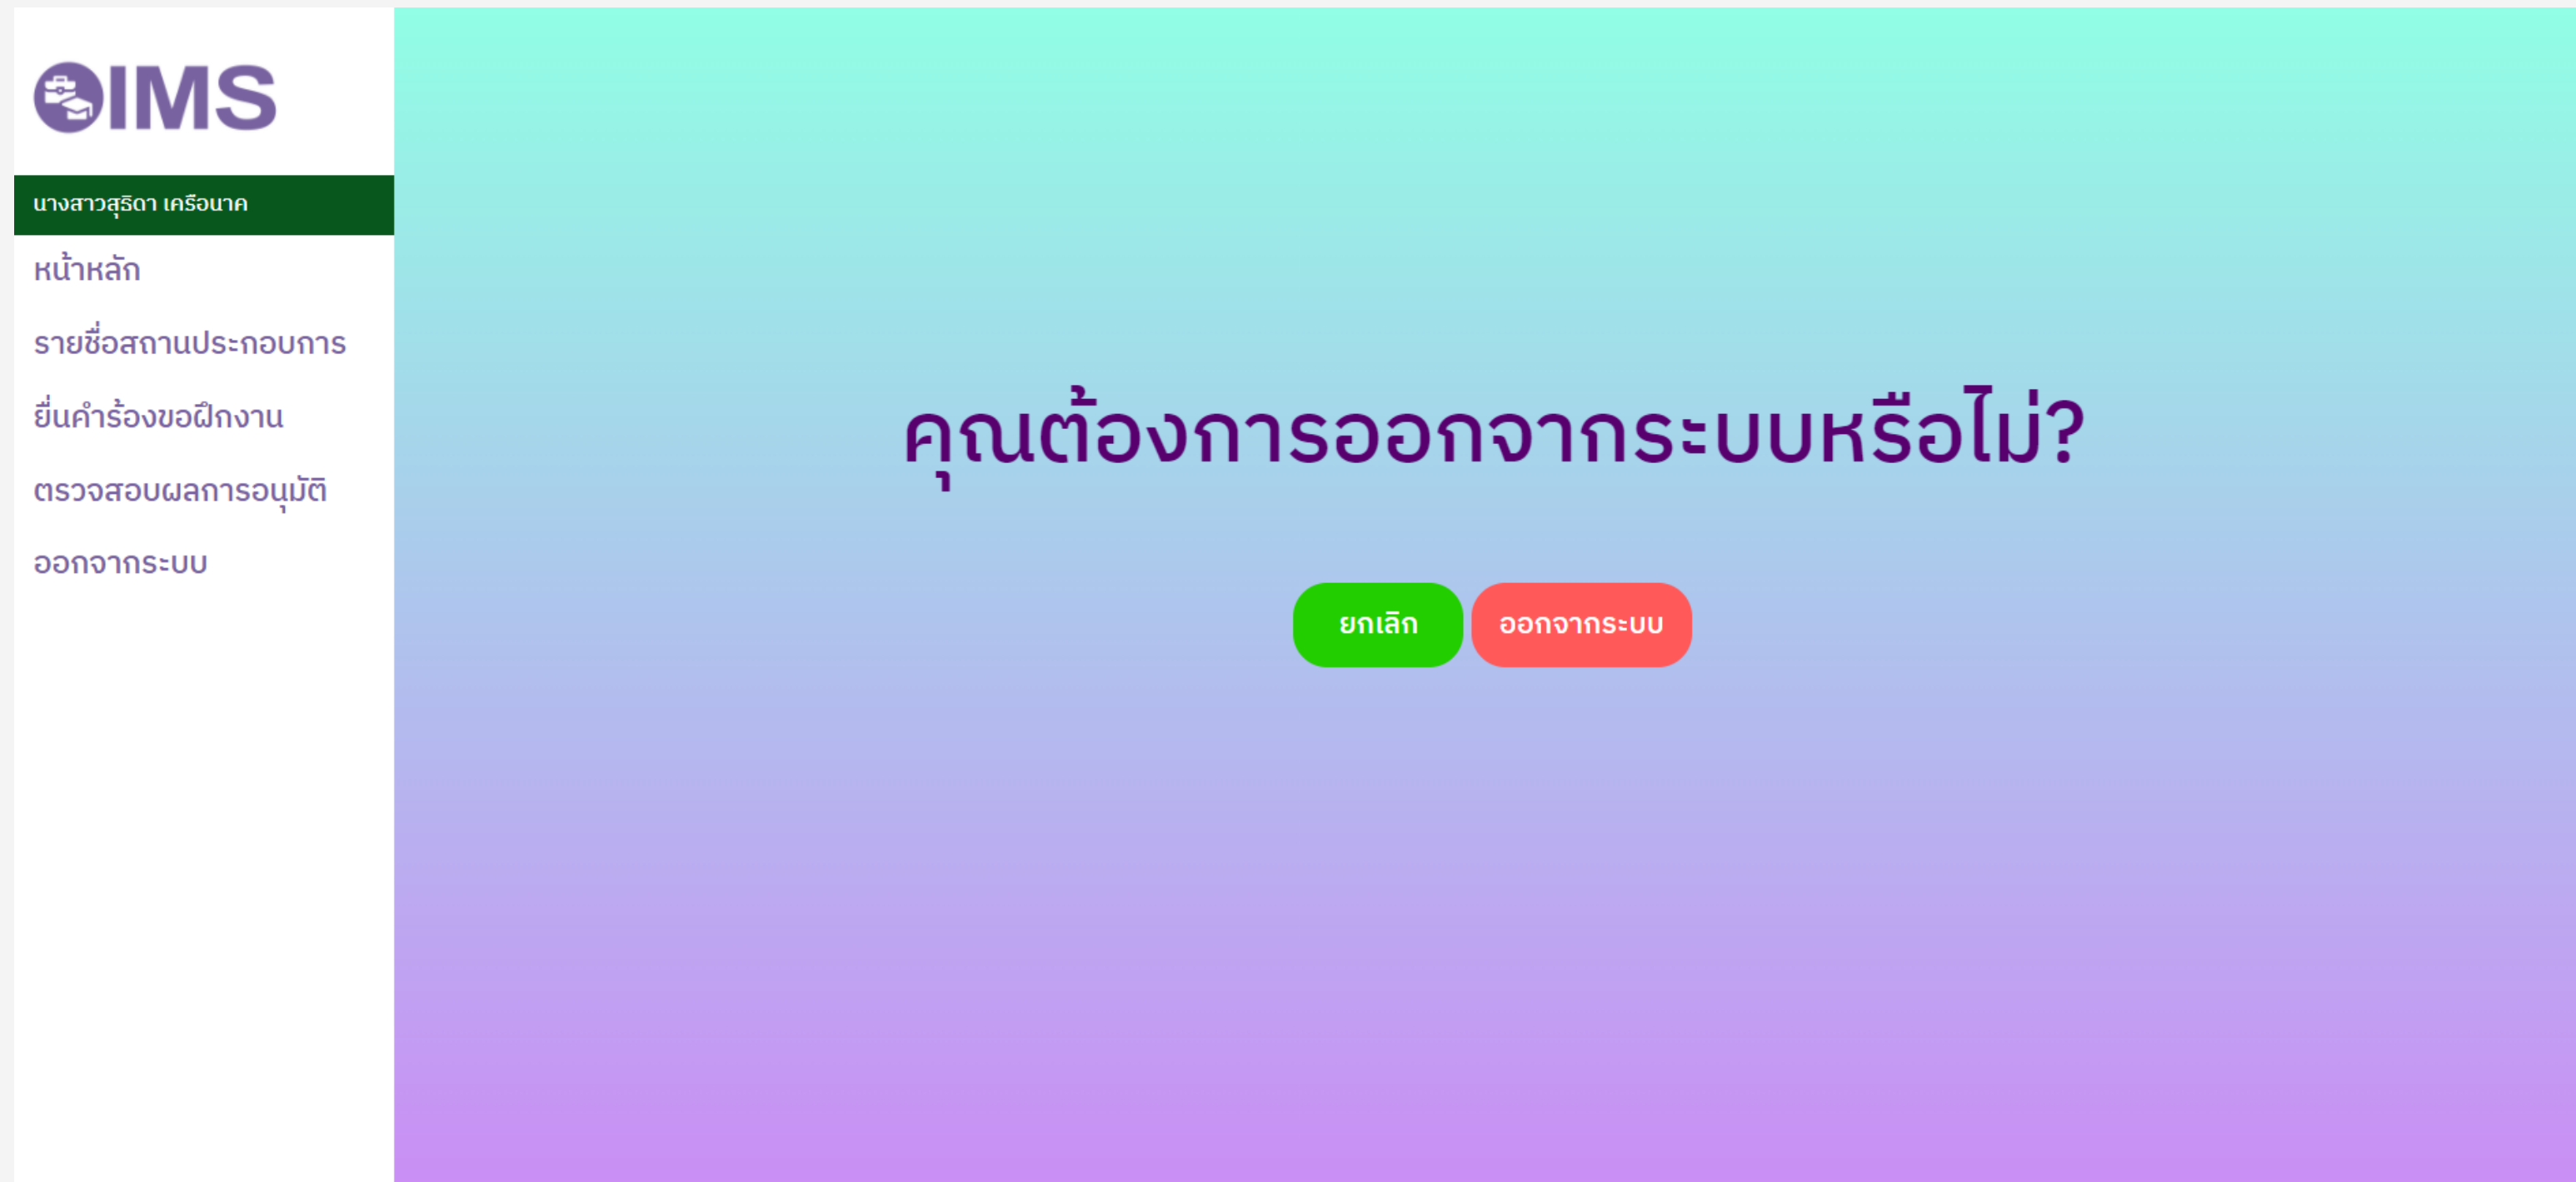 IMS
นางสาวสุธิดา เครือนาค
หน้าหลัก
รายชื่อสถานประกอบการ
ยื่นคำร้องขอฝึกงาน
ตรวจสอบผลการอนุมัติ
ออกจากระบบ
คุณต้องการออกจากระบบหรือไม่?
ยกเลิก ออกจากระบบ